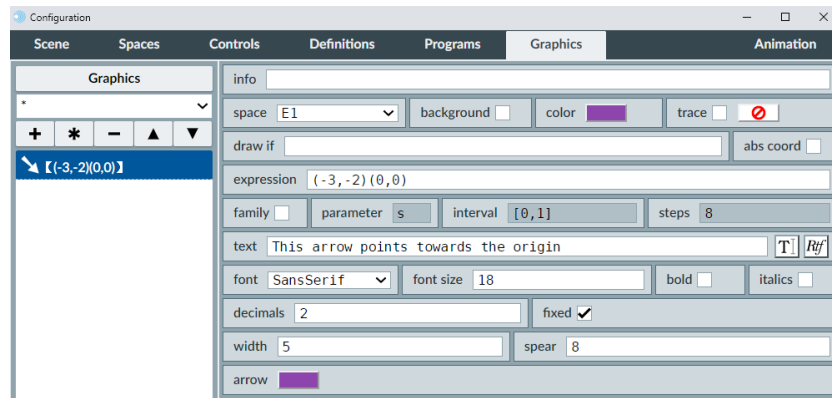 Configuration
Scene Spaces Controls Definitions Programs Graphics Animation
Graphics
*
+ * − ▲ ▼
【(-3,-2)(0,0)】
info
space E1 background color trace
draw if abs coord
expression (-3,-2)(0,0)
family parameter s interval [0,1] steps 8
text This arrow points towards the origin T Rtf
font SansSerif font size 18 bold italics
decimals 2 fixed
width 5 spear 8
arrow